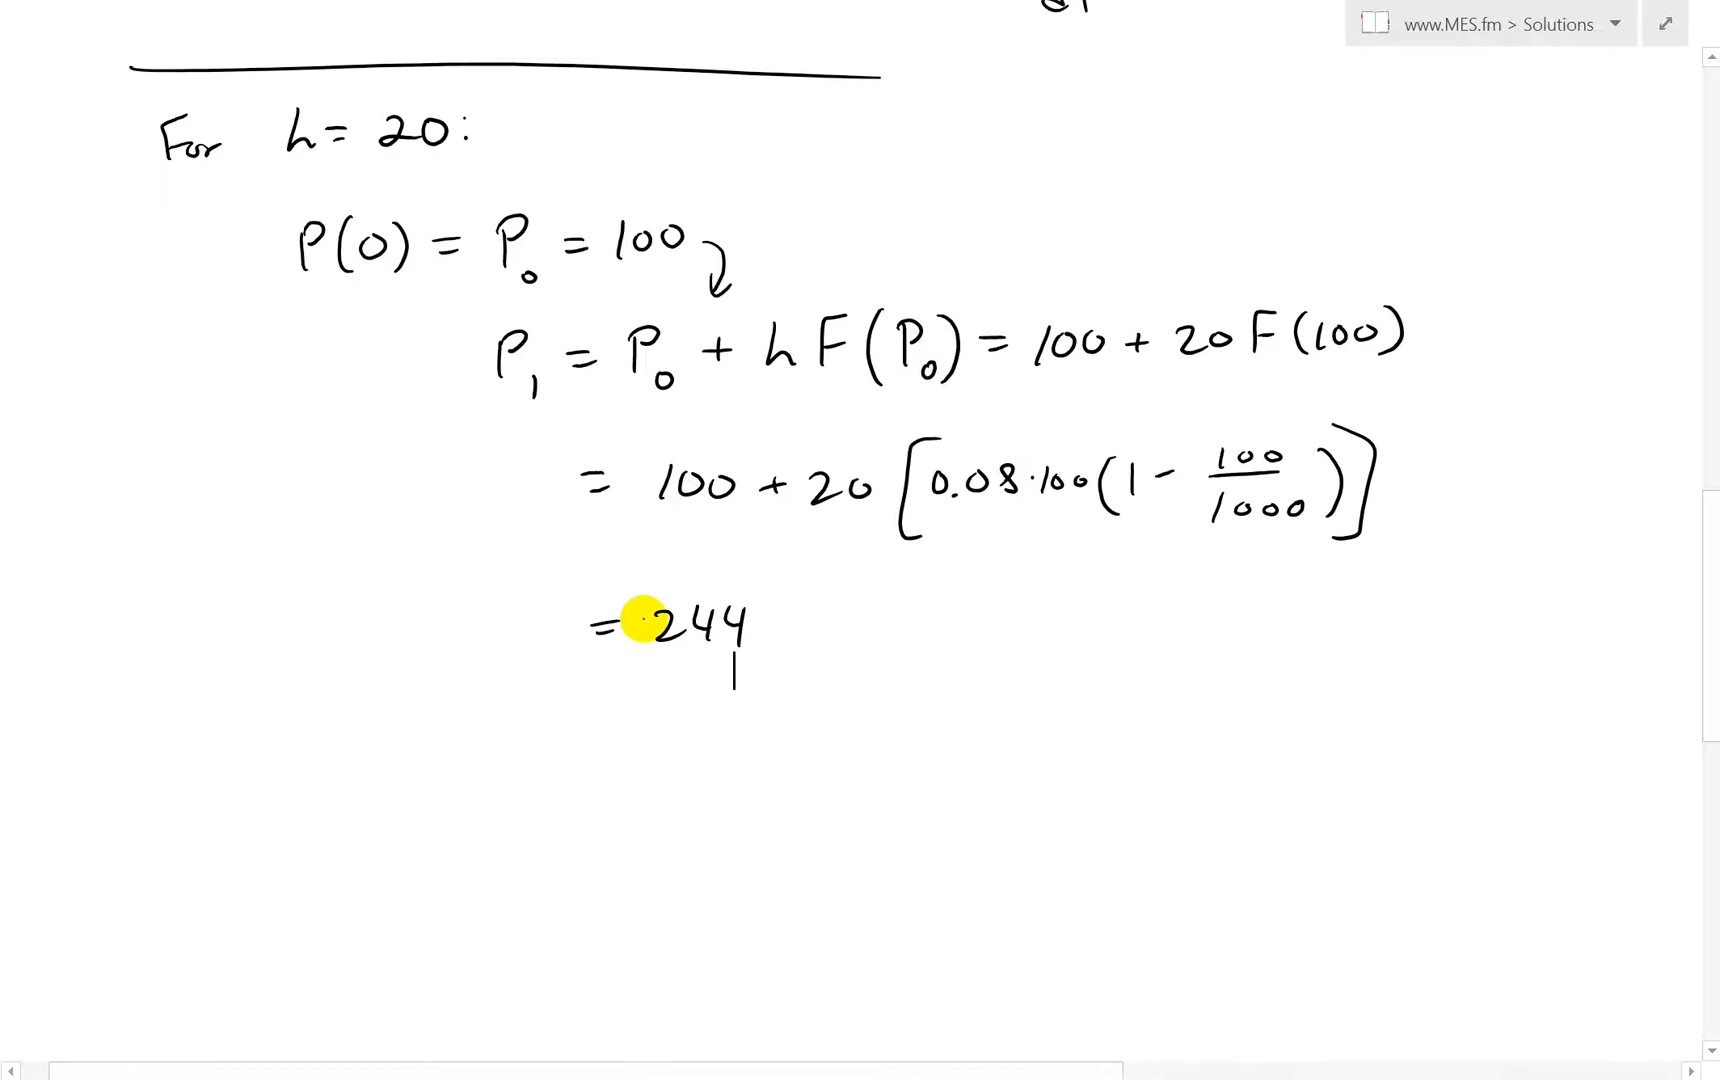 www.MES.fm > Solutions
For h = 20:
P(0) = P₀ = 100
P₁ = P₀ + hF(P₀) = 100 + 20F(100)
= 100 + 20[0.08·100(1 - 100/1000)]
= 244